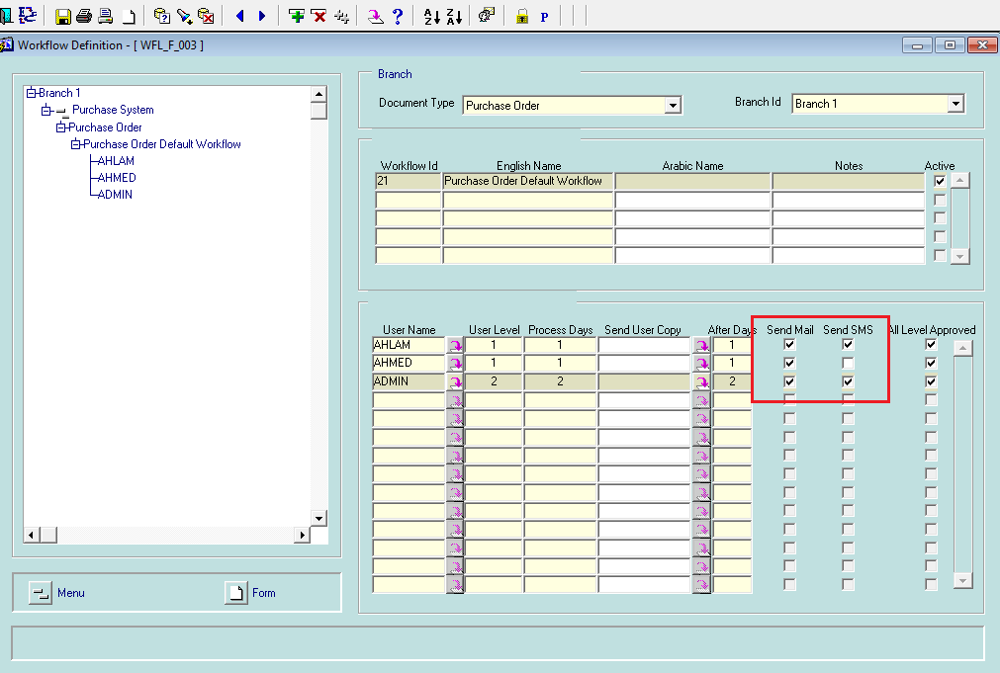 Workflow Definition - [ WFL_F_003 ]
Branch 1
Purchase System
Purchase Order
Purchase Order Default Workflow
AHLAM
AHMED
ADMIN
Menu
Form
Branch
Document Type Purchase Order Branch Id Branch 1
Workflow Id English Name Arabic Name Notes Active
21 Purchase Order Default Workflow
User Name User Level Process Days Send User Copy After Days Send Mail Send SMS All Level Approved
AHLAM 1 1 1
AHMED 1 1 1
ADMIN 2 2 2